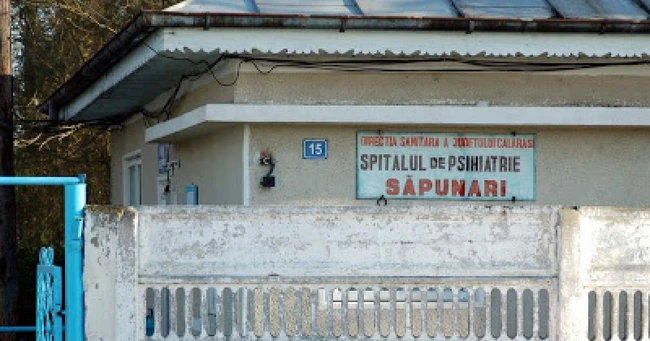 15
DIRECTIA SANITARA A JUDETULUI CALARASI
SPITALUL DE PSIHIATRIE
SĂPUNARI